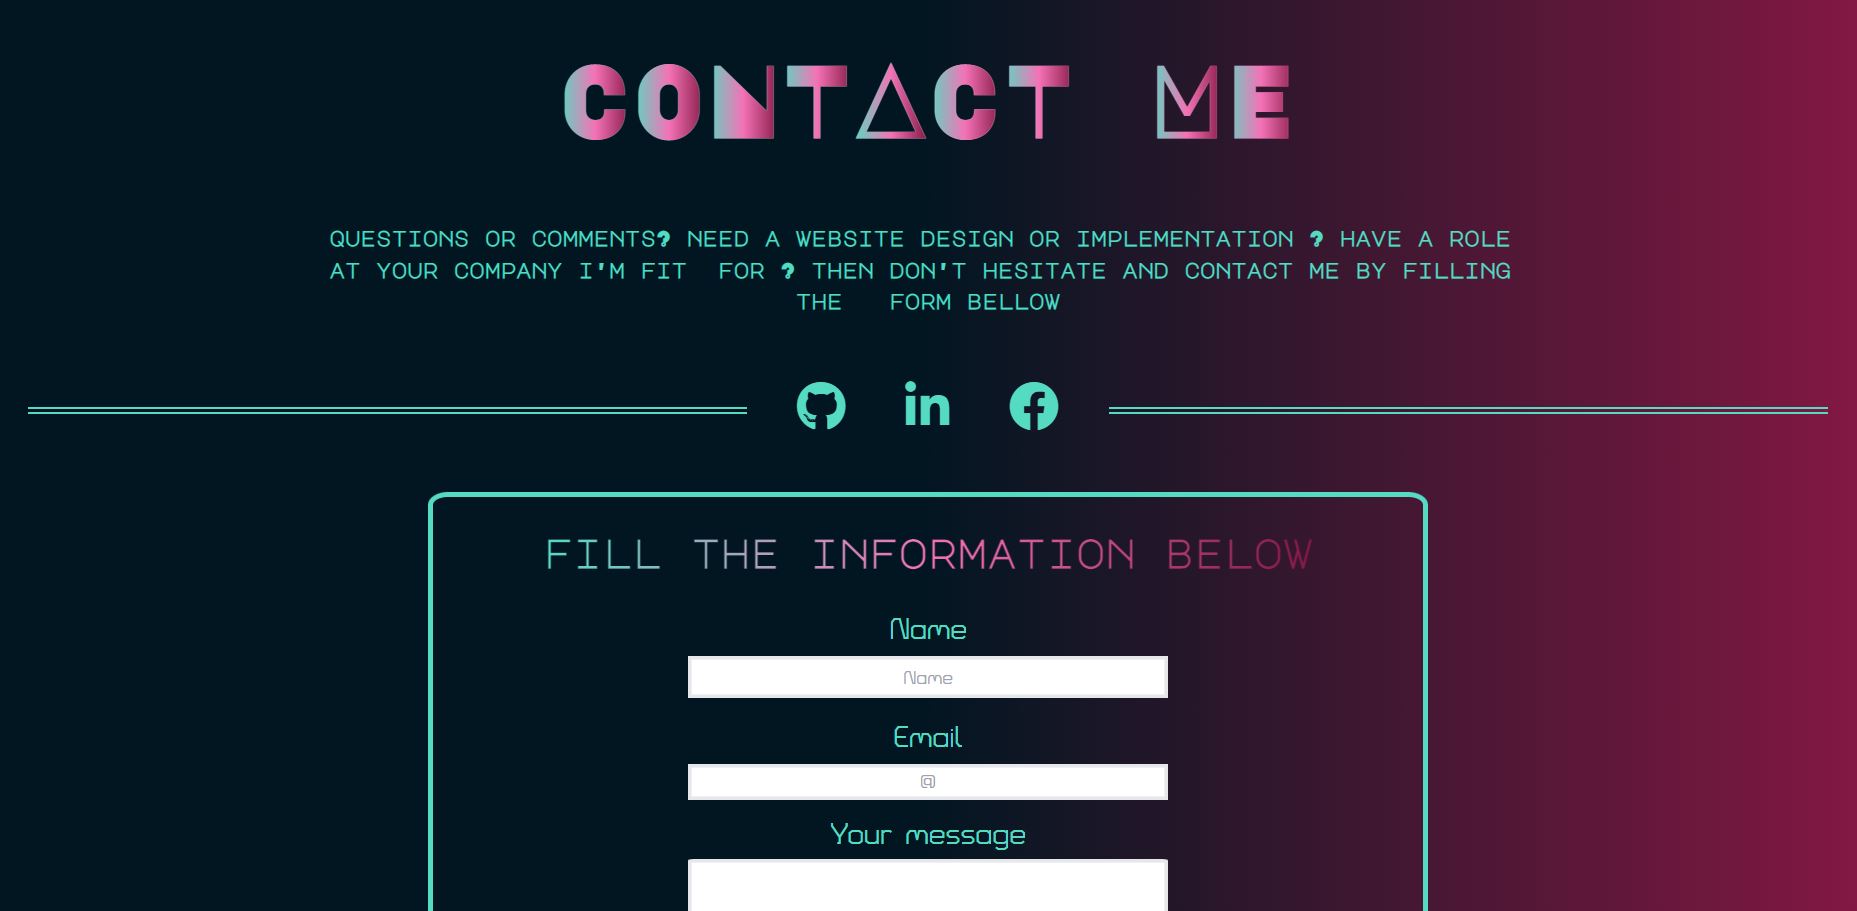 CONTACT ME
QUESTIONS OR COMMENTS? NEED A WEBSITE DESIGN OR IMPLEMENTATION ? HAVE A ROLE
AT YOUR COMPANY I'M FIT FOR ? THEN DON'T HESITATE AND CONTACT ME BY FILLING
THE FORM BELLOW
in
FILL THE INFORMATION BELOW
Name
Name
Email
@
Your message